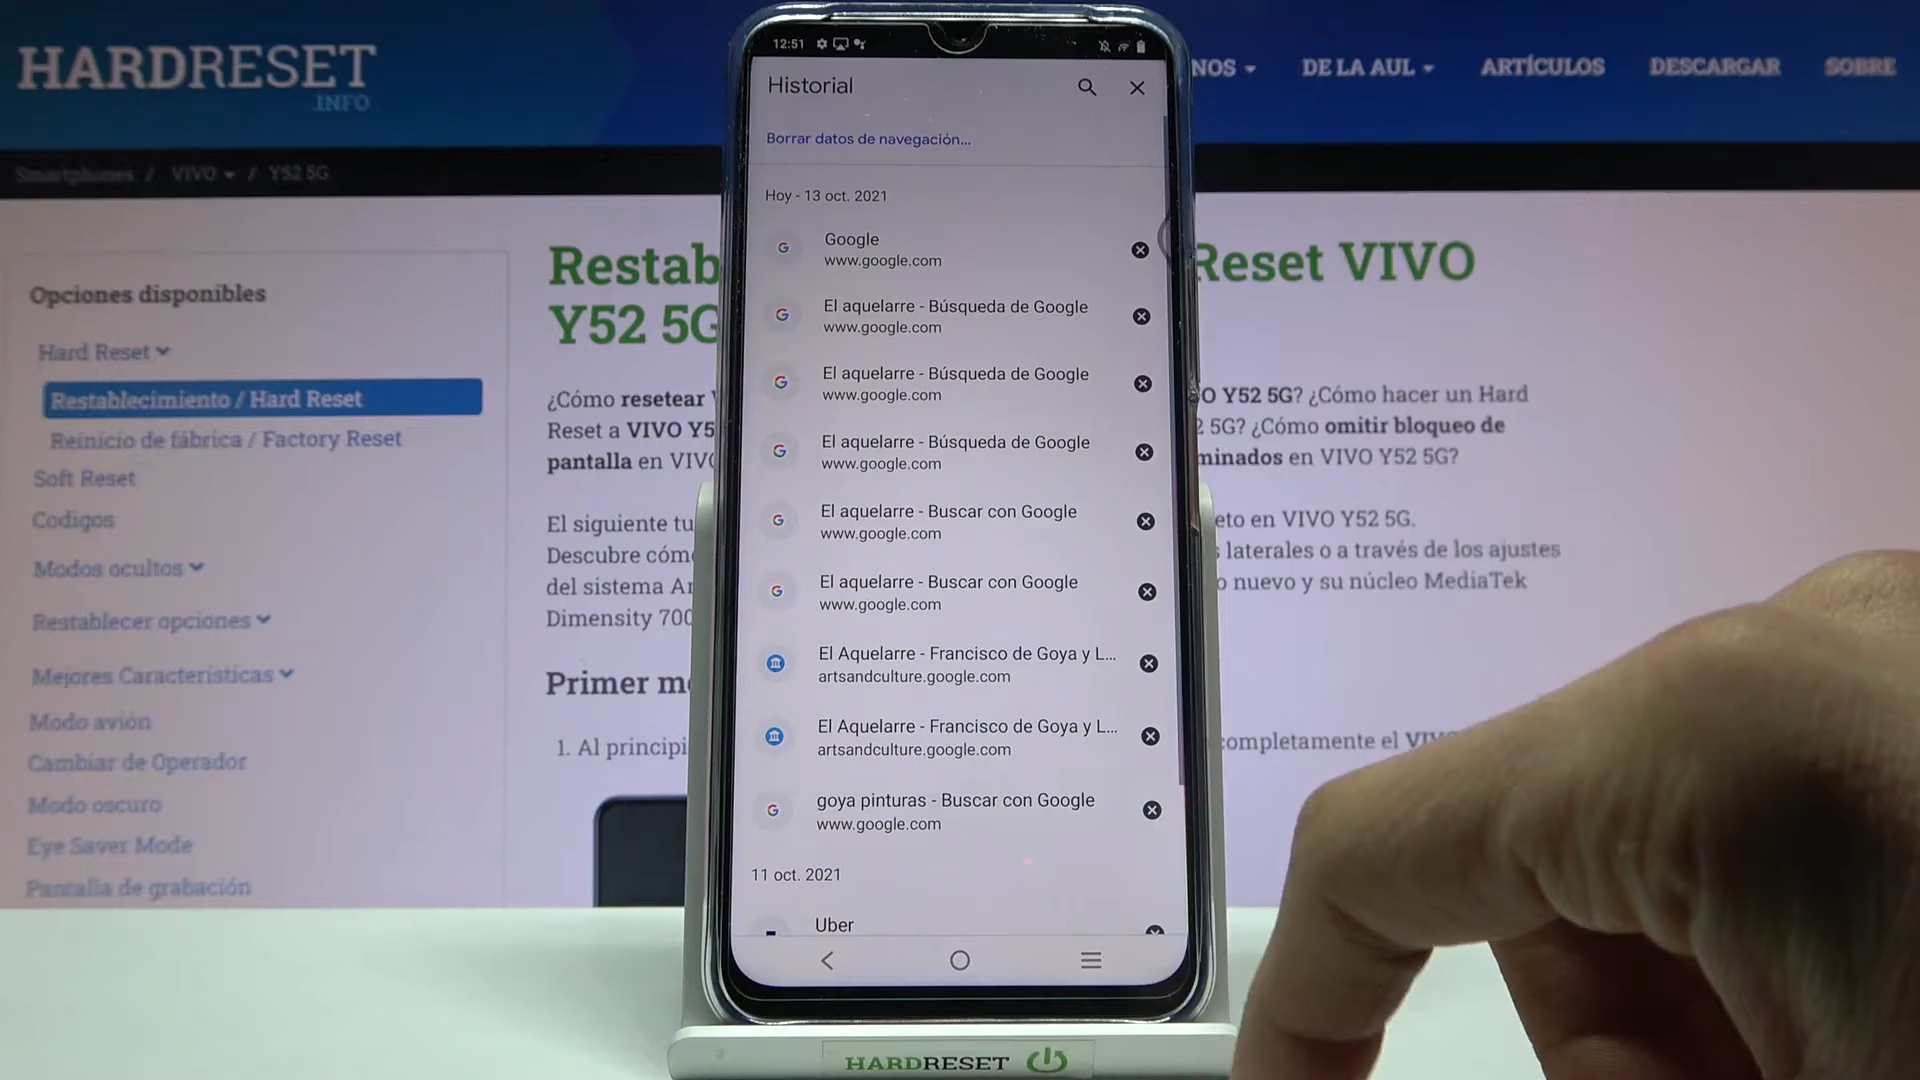 HARDRESET
.INFO
NOS
DE LA AUL
ARTÍCULOS
DESCARGAR
SOBRE
Smartphones / VIVO / Y52 5G
Opciones disponibles
Hard Reset
Restablecimiento / Hard Reset
Reinicio de fábrica / Factory Reset
Soft Reset
Codigos
Modos ocultos
Restablecer opciones
Mejores Características
Modo avión
Cambiar de Operador
Modo oscuro
Eye Saver Mode
Pantalla de grabación
Restab
Y52 5G
¿Cómo resetear
Reset a VIVO Y5
pantalla en VIV
El siguiente tu
Descubre cóm
del sistema
Dimensity 700
Primer
1. Al principi
12:51
Historial
Borrar datos de navegación...
Hoy - 13 oct. 2021
Google
www.google.com
El aquelarre - Búsqueda de Google
www.google.com
El aquelarre - Búsqueda de Google
www.google.com
El aquelarre - Búsqueda de Google
www.google.com
El aquelarre - Buscar con Google
www.google.com
El aquelarre - Buscar con Google
www.google.com
El Aquelarre - Francisco de Goya y L...
artsandculture.google.com
El Aquelarre - Francisco de Goya y L...
artsandculture.google.com
goya pinturas - Buscar con Google
www.google.com
11 oct. 2021
Uber
Reset VIVO
O Y52 5G? ¿Cómo hacer un Hard
2 5G? ¿Cómo omitir bloqueo de
minados en VIVO Y52 5G?
eto en VIVO Y52 5G.
s laterales o a través de los ajustes
o nuevo y su núcleo MediaTek
completamente el
HARDRESET